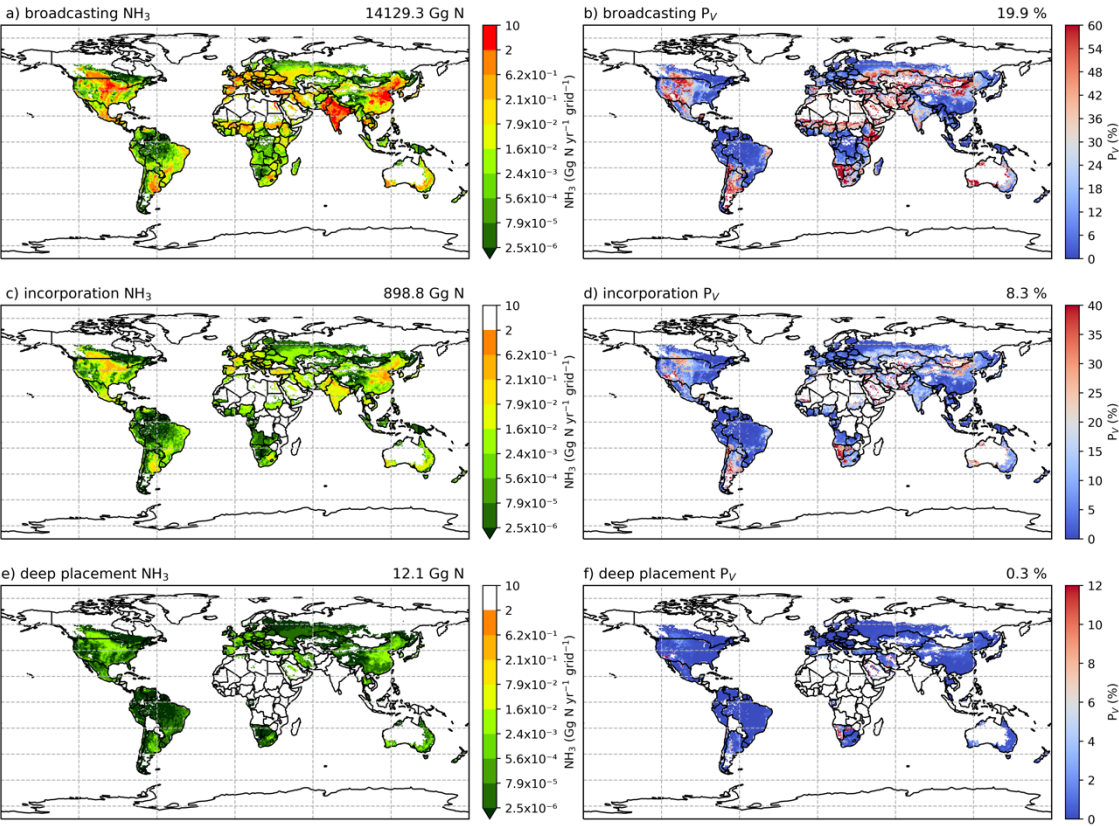 a) broadcasting NH₃ 14129.3 Gg N
10
2
6.2x10⁻¹
2.1x10⁻¹
7.9x10⁻²
1.6x10⁻²
2.4x10⁻³
5.6x10⁻⁴
7.9x10⁻⁵
2.5x10⁻⁶
NH₃ (Gg N yr⁻¹ grid⁻¹)
b) broadcasting P_V 19.9 %
60
54
48
42
36
30
24
18
12
6
0
P_V (%)
c) incorporation NH₃ 898.8 Gg N
10
2
6.2x10⁻¹
2.1x10⁻¹
7.9x10⁻²
1.6x10⁻²
2.4x10⁻³
5.6x10⁻⁴
7.9x10⁻⁵
2.5x10⁻⁶
NH₃ (Gg N yr⁻¹ grid⁻¹)
d) incorporation P_V 8.3 %
40
35
30
25
20
15
10
5
0
P_V (%)
e) deep placement NH₃ 12.1 Gg N
10
2
6.2x10⁻¹
2.1x10⁻¹
7.9x10⁻²
1.6x10⁻²
2.4x10⁻³
5.6x10⁻⁴
7.9x10⁻⁵
2.5x10⁻⁶
NH₃ (Gg N yr⁻¹ grid⁻¹)
f) deep placement P_V 0.3 %
12
10
8
6
4
2
0
P_V (%)